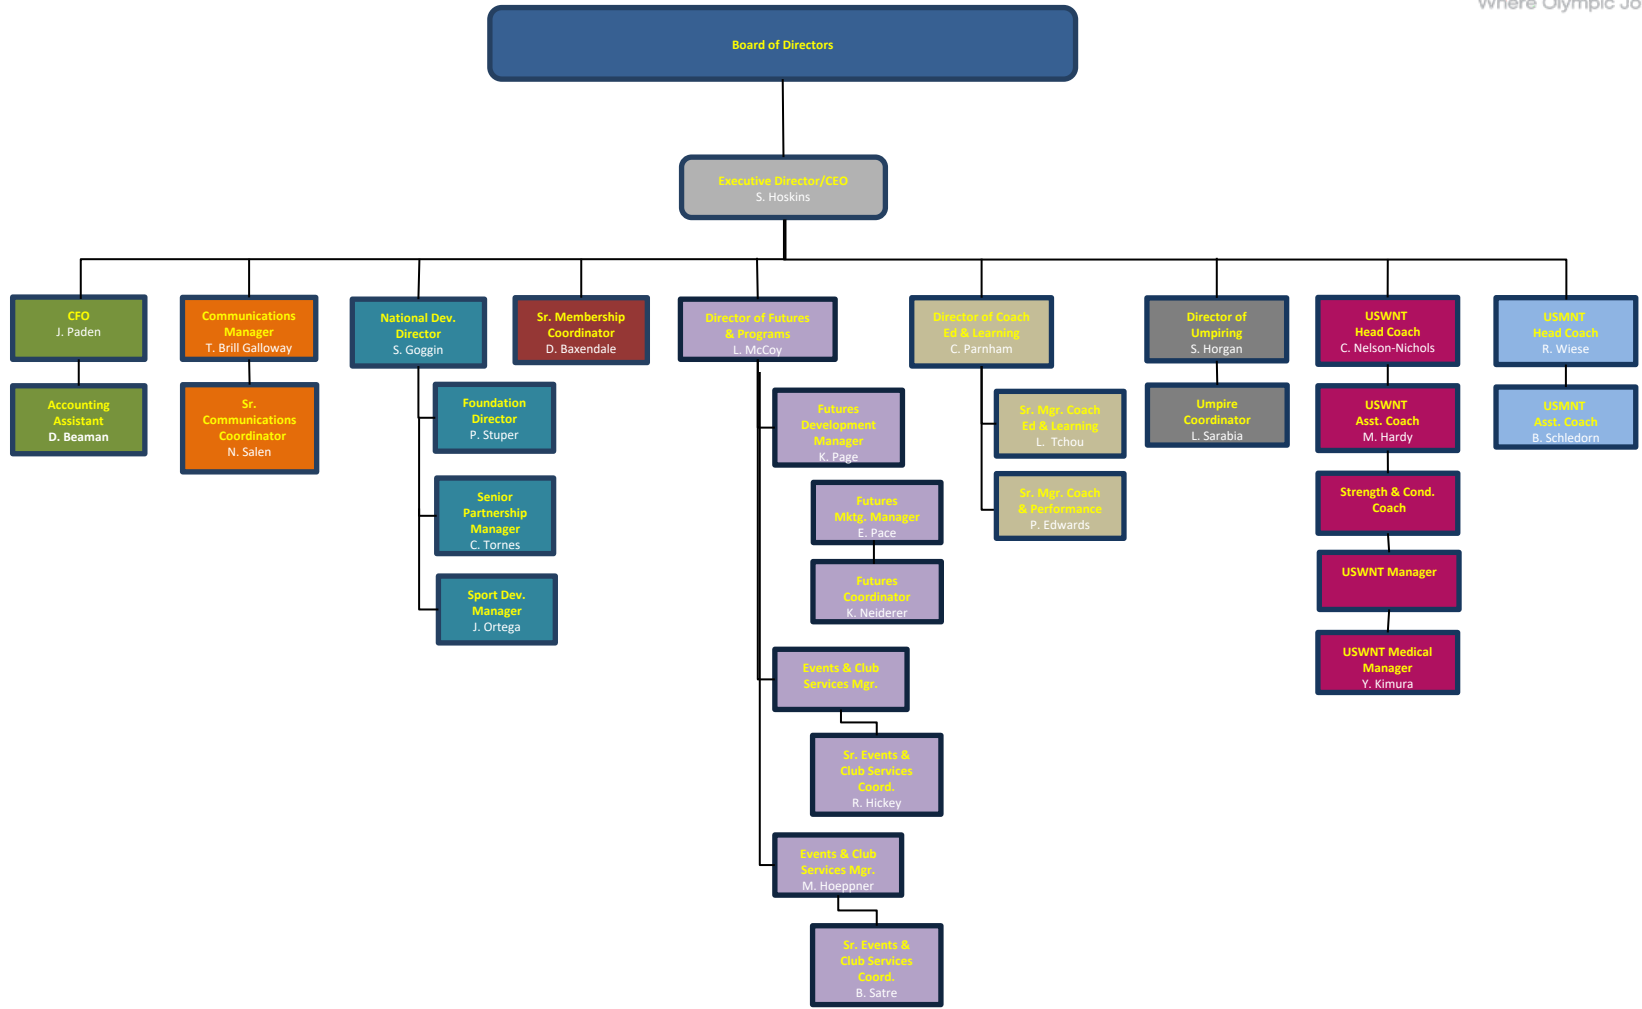 Where Olympic Jo
Board of Directors
Executive Director/CEO
S. Hoskins
CFO
J. Paden
Accounting
Assistant
D. Beaman
Communications
Manager
T. Brill Galloway
Sr.
Communications
Coordinator
N. Salen
National Dev.
Director
S. Goggin
Foundation
Director
P. Stuper
Senior
Partnership
Manager
C. Tornes
Sport Dev.
Manager
J. Ortega
Sr. Membership
Coordinator
D. Baxendale
Director of Futures
& Programs
L. McCoy
Futures
Development
Manager
K. Page
Futures
Mktg. Manager
E. Pace
Futures
Coordinator
K. Neiderer
Events & Club
Services Mgr.
Sr. Events &
Club Services
Coord.
R. Hickey
Events & Club
Services Mgr.
M. Hoeppner
Sr. Events &
Club Services
Coord.
B. Satre
Director of Coach
Ed & Learning
C. Parnham
Sr. Mgr. Coach
Ed & Learning
L. Tchou
Sr. Mgr. Coach
& Performance
P. Edwards
Director of
Umpiring
S. Horgan
Umpire
Coordinator
L. Sarabia
USWNT
Head Coach
C. Nelson-Nichols
USWNT
Asst. Coach
M. Hardy
Strength & Cond.
Coach
USWNT Manager
USWNT Medical
Manager
Y. Kimura
USMNT
Head Coach
R. Wiese
USMNT
Asst. Coach
B. Schledorn